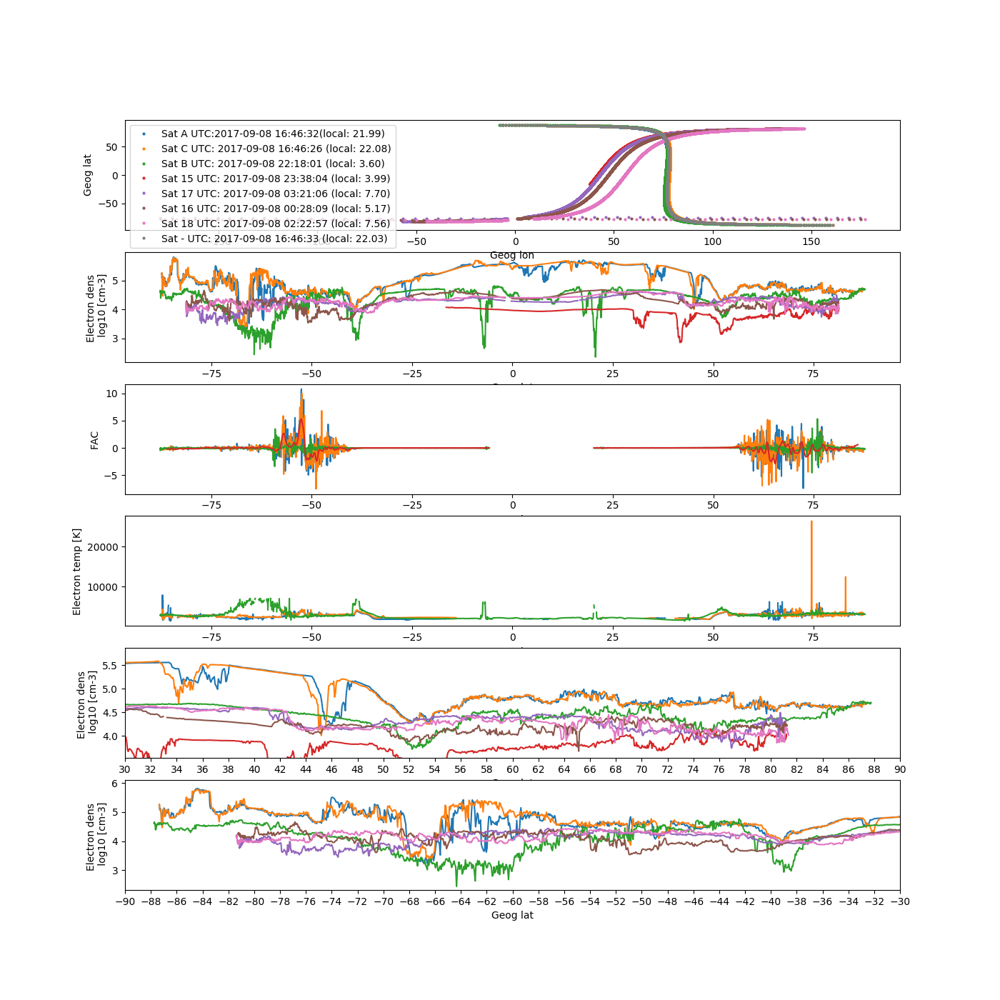 Sat A UTC:2017-09-08 16:46:32(local: 21.99)
Sat C UTC: 2017-09-08 16:46:26 (local: 22.08)
Sat B UTC: 2017-09-08 22:18:01 (local: 3.60)
Sat 15 UTC: 2017-09-08 23:38:04 (local: 3.99)
Sat 17 UTC: 2017-09-08 03:21:06 (local: 7.70)
Sat 16 UTC: 2017-09-08 00:28:09 (local: 5.17)
Sat 18 UTC: 2017-09-08 02:22:57 (local: 7.56)
Sat - UTC: 2017-09-08 16:46:33 (local: 22.03)
Geog lat
50
0
−50
−150 −100 −50 0 50 100 150
Geog lon
Electron dens
log10 [cm-3]
5
4
3
−75 −50 −25 0 25 50 75
FAC
10
5
0
−5
−75 −50 −25 0 25 50 75
Electron temp [K]
20000
10000
−75 −50 −25 0 25 50 75
Electron dens
log10 [cm-3]
5.5
5.0
4.5
4.0
30 32 34 36 38 40 42 44 46 48 50 52 54 56 58 60 62 64 66 68 70 72 74 76 78 80 82 84 86 88 90
Electron dens
log10 [cm-3]
6
5
4
3
−90 −88 −86 −84 −82 −80 −78 −76 −74 −72 −70 −68 −66 −64 −62 −60 −58 −56 −54 −52 −50 −48 −46 −44 −42 −40 −38 −36 −34 −32 −30
Geog lat